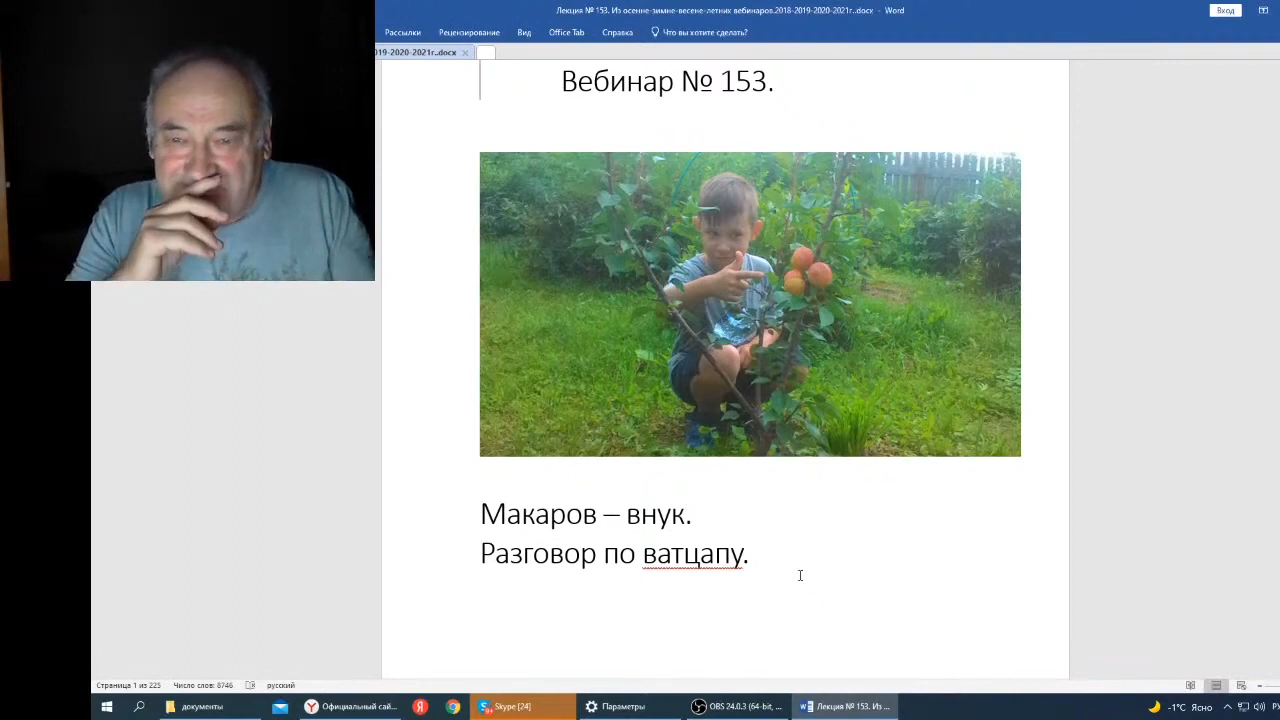 Лекция № 153. Из осенне-зимне-весене-летних вебинаров.2018-2019-2020-2021г..docx - Word
Вход
Рассылки Рецензирование Вид Office Tab Справка Что вы хотите сделать?
019-2020-2021г..docx
Вебинар № 153.
Макаров – внук.
Разговор по ватцапу.
Страница 1 из 225 Число слов: 8746 русский
документы Официальный сай... Skype [24] Параметры OBS 24.0.3 (64-bit, ... Лекция № 153. Из ... -1°C Ясно